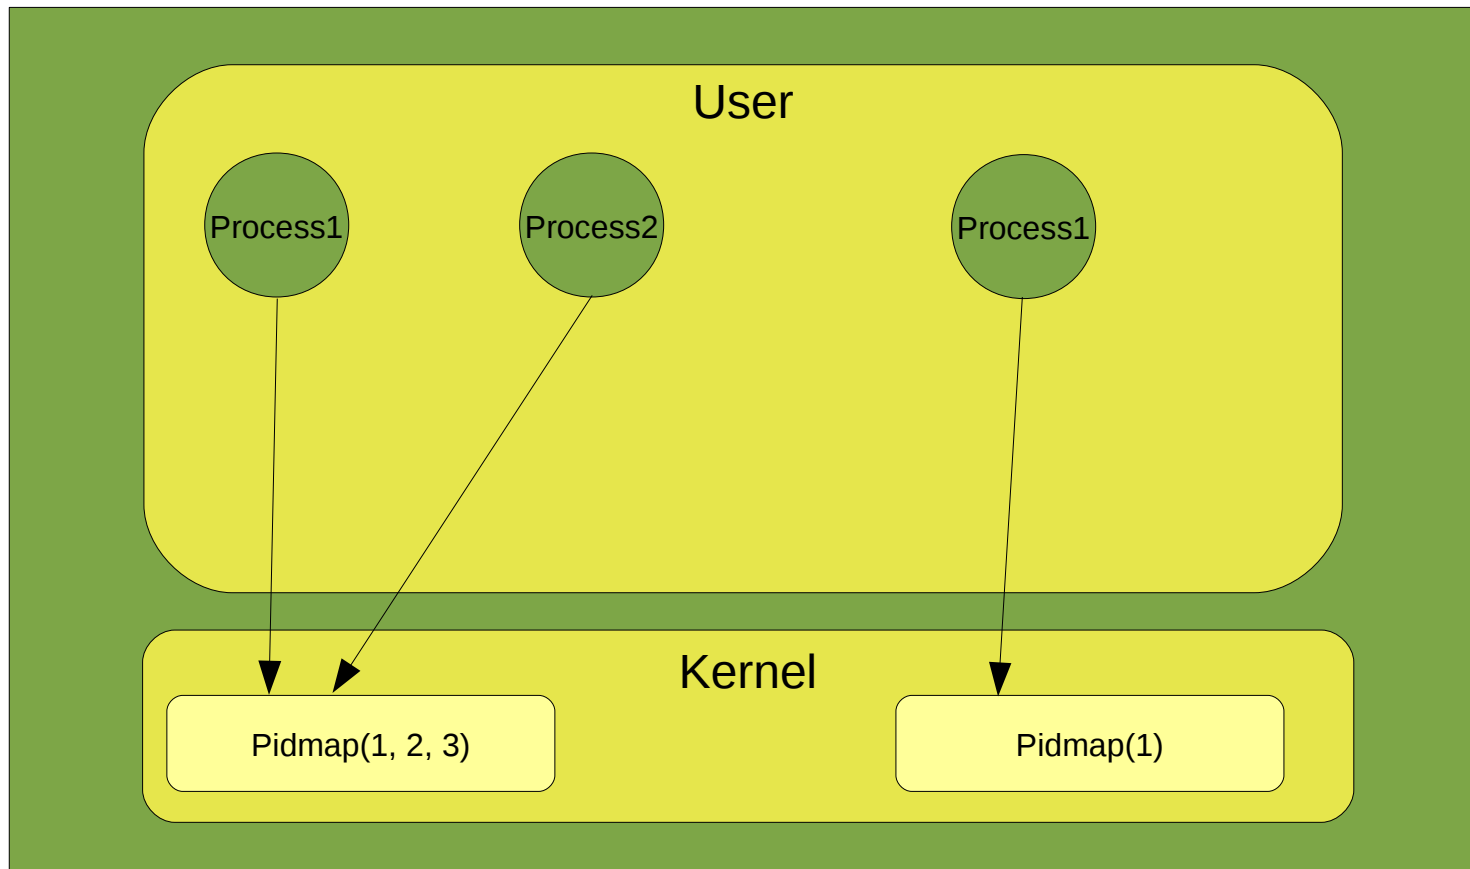 User
Process1
Process2
Process1
Kernel
Pidmap(1, 2, 3)
Pidmap(1)